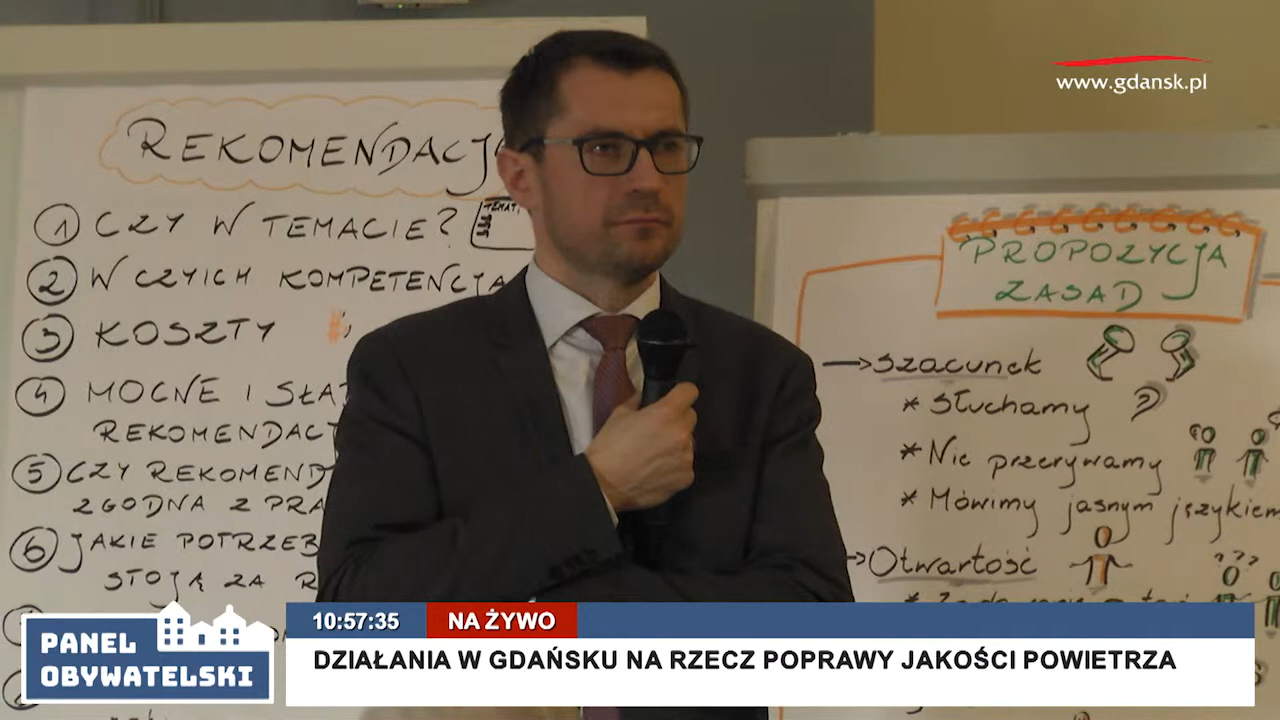 www.gdansk.pl
REKOMENDACJ
1 CZY W TEMACIE?
TEMAT,
2 W CZYICH KOMPETENCJA
3 KOSZTY
4 MOCNE I SŁA
REKOMENDAC
5 CZY REKOMEND
ZGODNA Z PRA
6 JAKIE POTRZEB
STOJĄ ZA R
PROPOZYCJA
ZASAD
→ Szacunek
* Słuchamy
* Nie przerywamy
* Mówimy jasnym językiem
→ Otwartość
???
PANEL
OBYWATELSKI
10:57:35 NA ŻYWO
DZIAŁANIA W GDAŃSKU NA RZECZ POPRAWY JAKOŚCI POWIETRZA